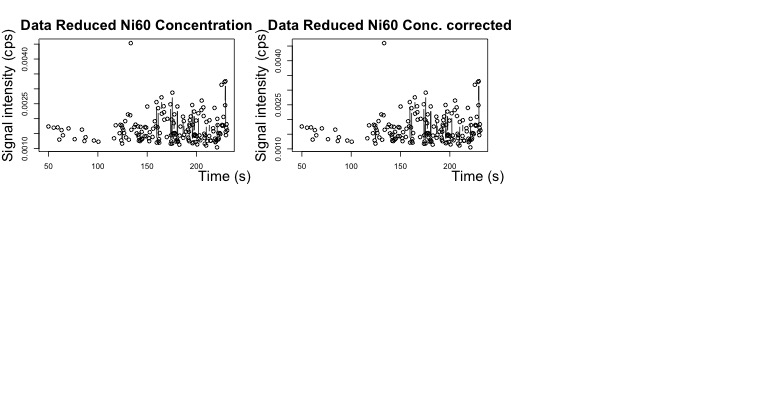 Data Reduced Ni60 Concentration
Signal intensity (cps)
0.0010 0.0025 0.0040
50 100 150 200
Time (s)
Data Reduced Ni60 Conc. corrected
Signal intensity (cps)
0.0010 0.0025 0.0040
50 100 150 200
Time (s)